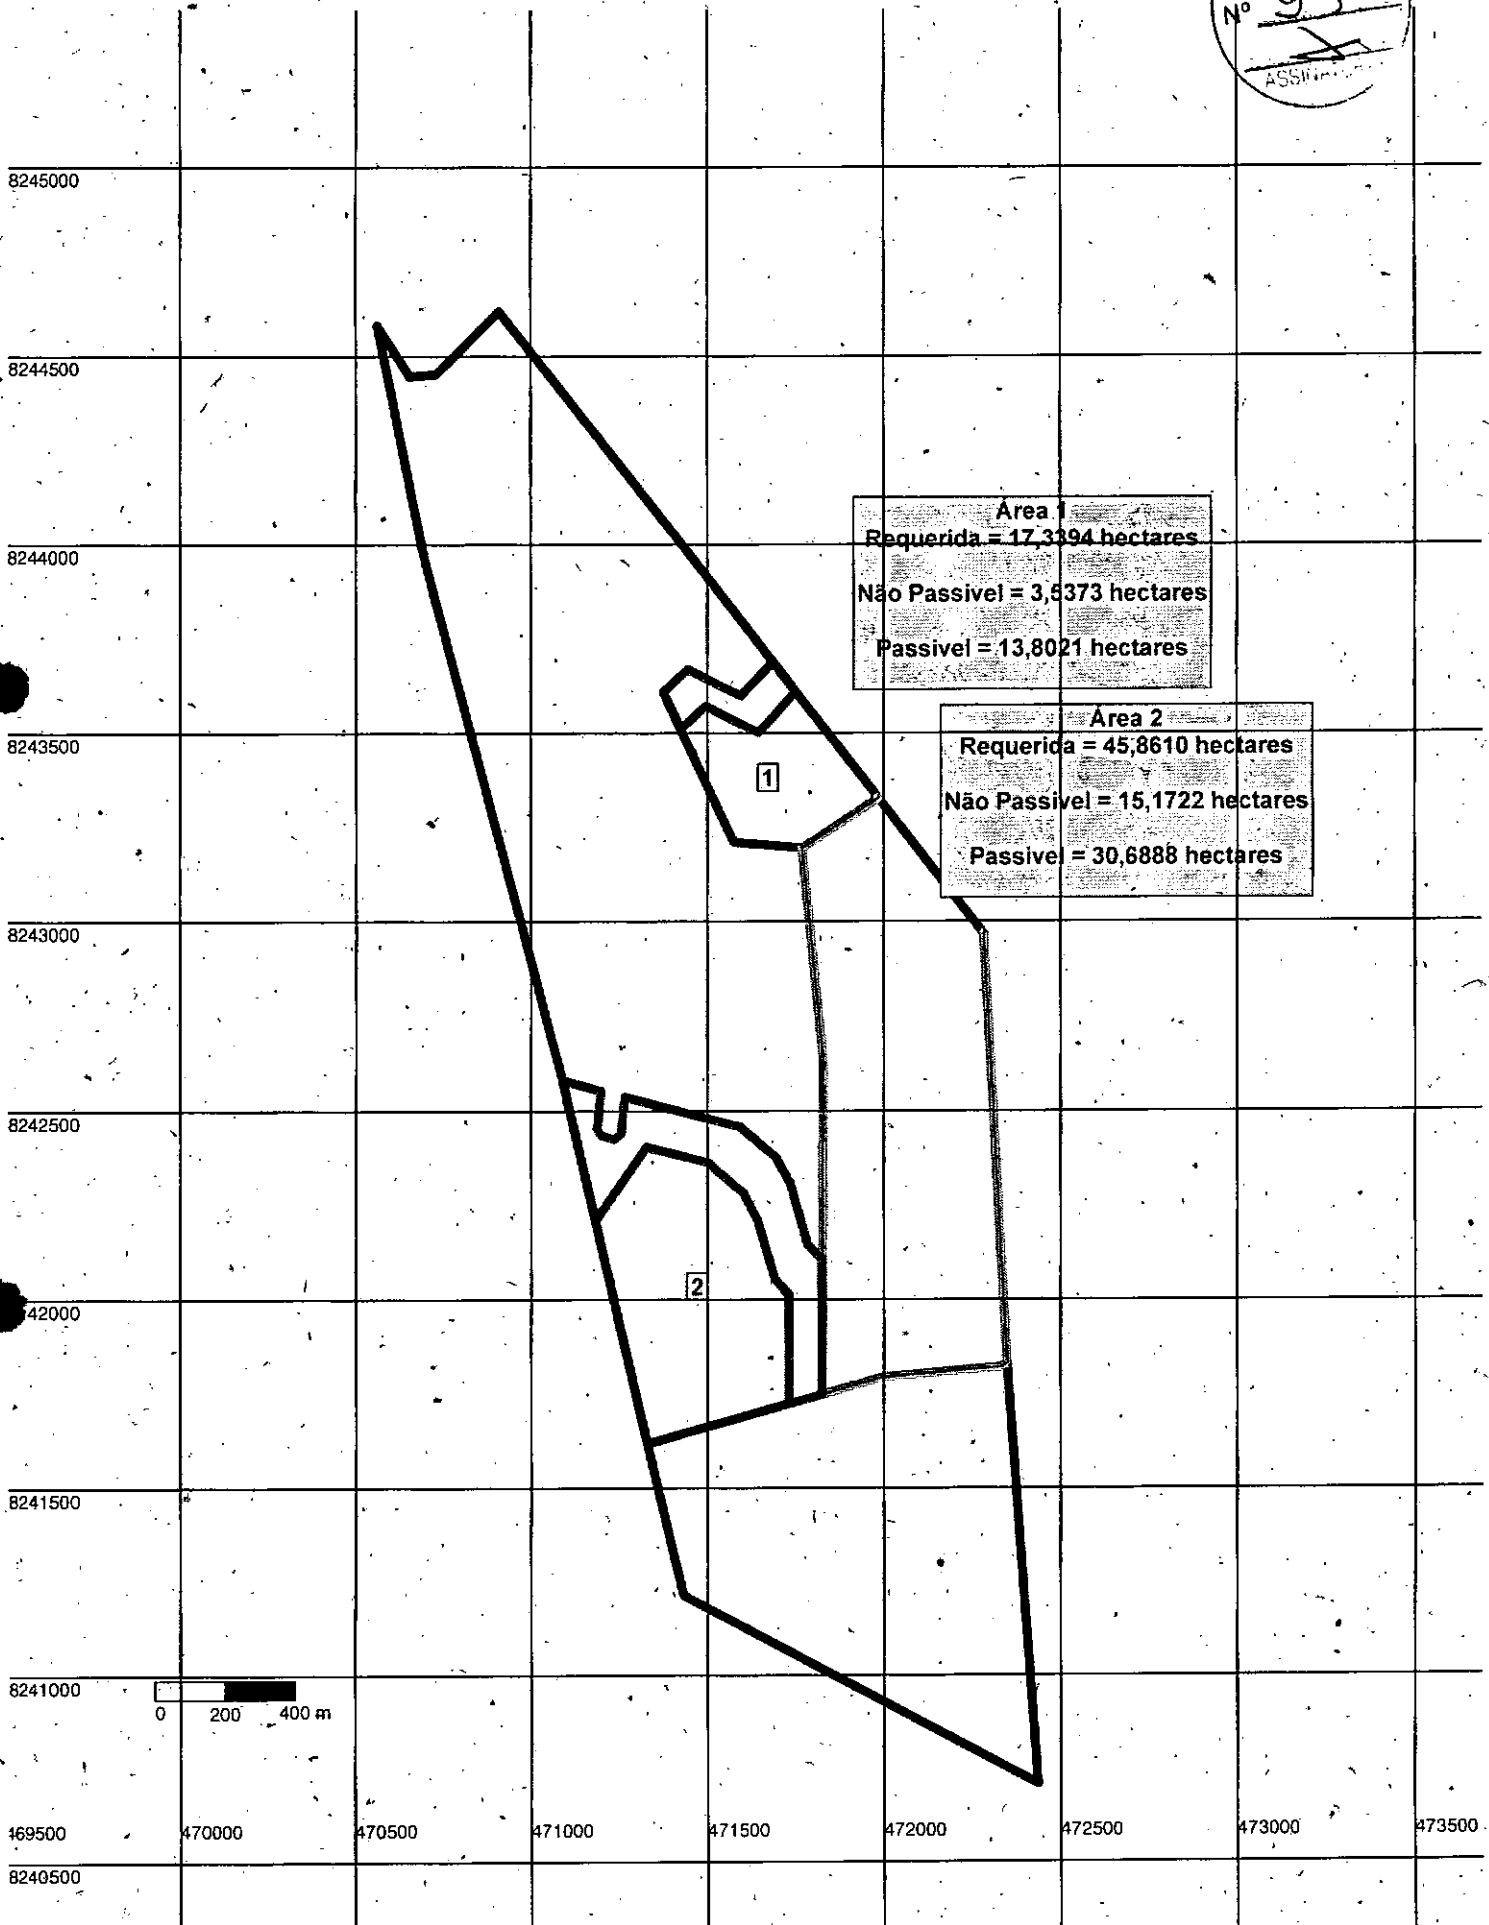 Nº
8245000
8244500
Área 1
Requerida = 17,3394 hectares
8244000
Não Passivel = 3,5373 hectares
Passivel = 13,8021 hectares
Área 2
8243500
Requerida = 45,8610 hectares
1
Não Passivel = 15,1722 hectares
Passivel = 30,6888 hectares
8243000
8242500
2
42000
8241500
8241000
0 200 400 m
469500 470000 470500 471000 471500 472000 472500 473000 473500
8240500